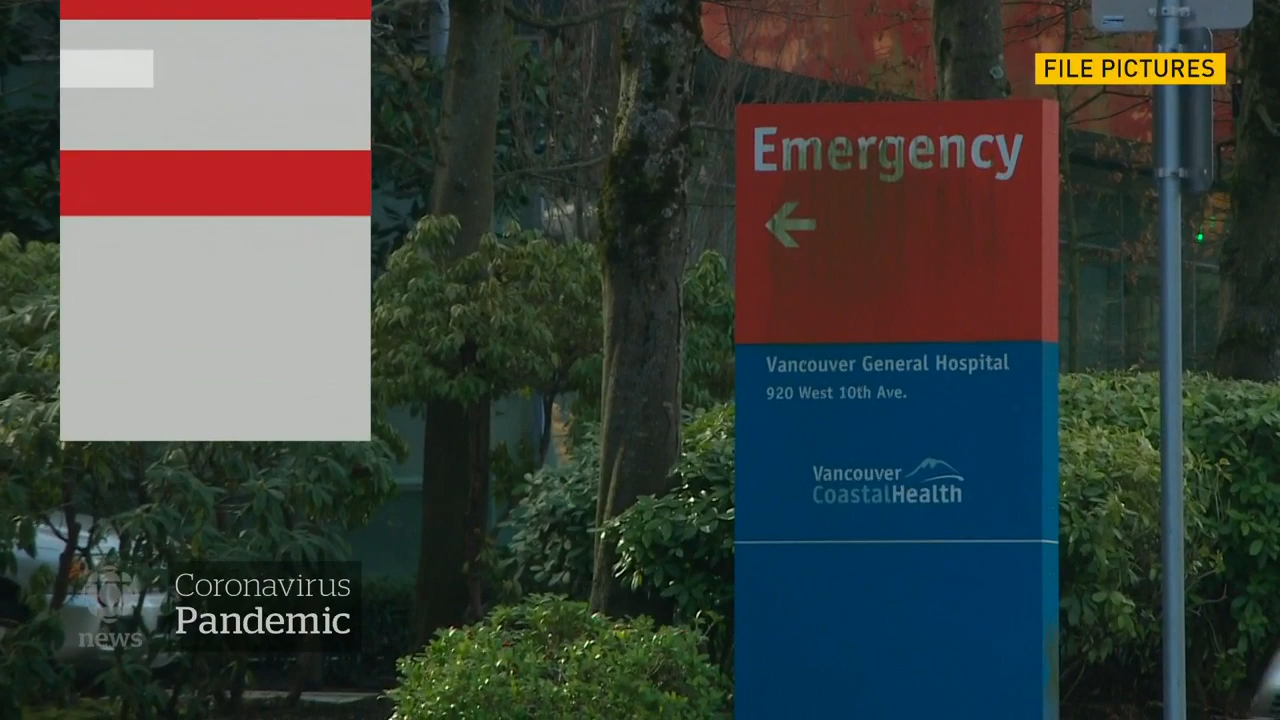 FILE PICTURES
Emergency
Vancouver General Hospital
920 West 10th Ave.
Vancouver
CoastalHealth
Coronavirus
Pandemic
news